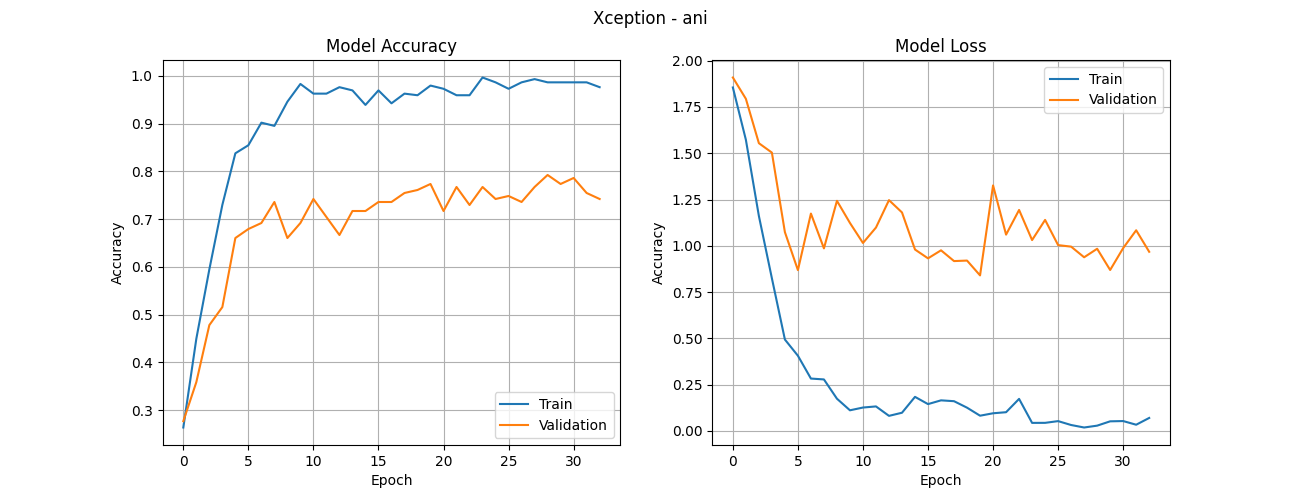 Xception - ani
Model Accuracy
Accuracy
1.0
0.9
0.8
0.7
0.6
0.5
0.4
0.3
0 5 10 15 20 25 30
Epoch
Train
Validation
Model Loss
Accuracy
2.00
1.75
1.50
1.25
1.00
0.75
0.50
0.25
0.00
0 5 10 15 20 25 30
Epoch
Train
Validation